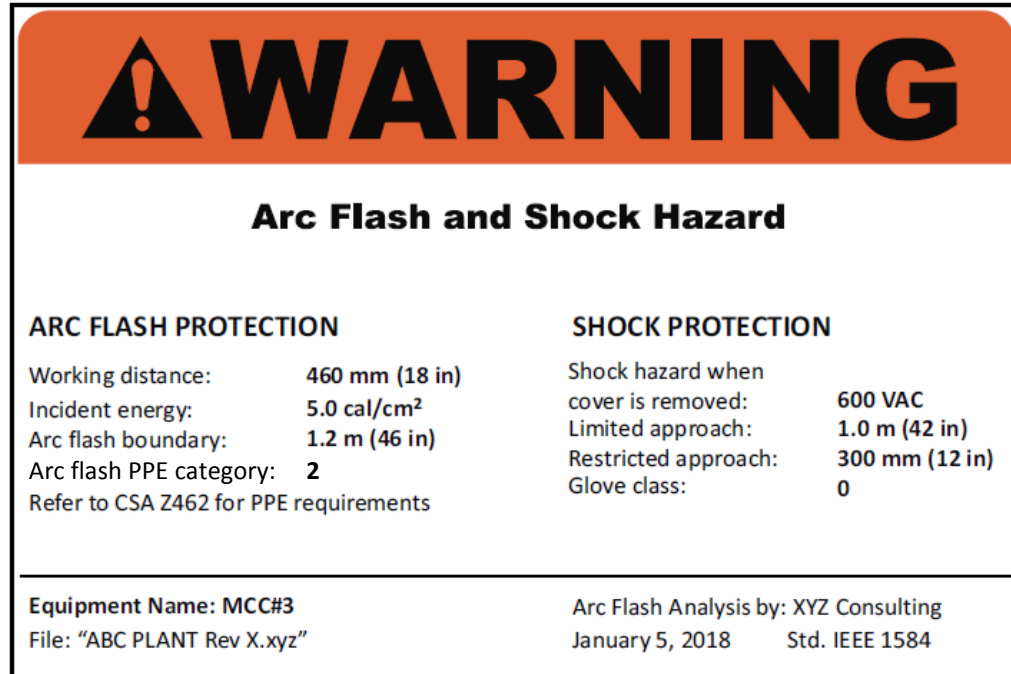 WARNING
Arc Flash and Shock Hazard
ARC FLASH PROTECTION
Working distance: 460 mm (18 in)
Incident energy: 5.0 cal/cm²
Arc flash boundary: 1.2 m (46 in)
Arc flash PPE category: 2
Refer to CSA Z462 for PPE requirements
SHOCK PROTECTION
Shock hazard when
cover is removed: 600 VAC
Limited approach: 1.0 m (42 in)
Restricted approach: 300 mm (12 in)
Glove class: 0
Equipment Name: MCC#3
File: “ABC PLANT Rev X.xyz”
Arc Flash Analysis by: XYZ Consulting
January 5, 2018 Std. IEEE 1584